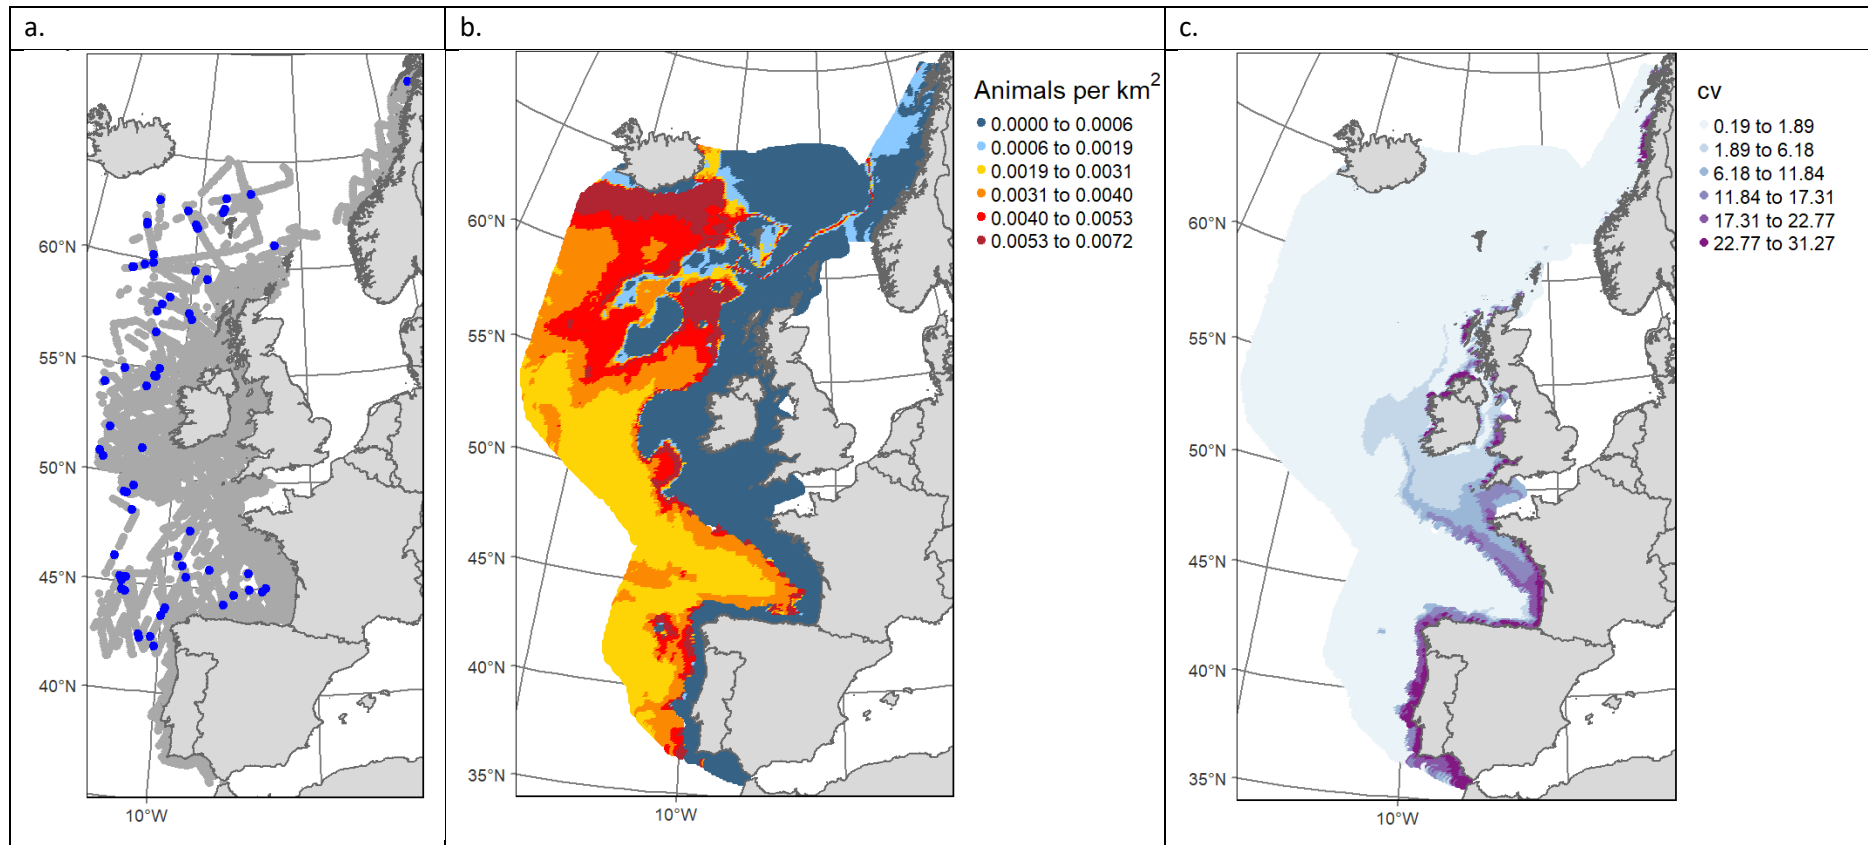 a.
b.
c.
60°N
55°N
50°N
45°N
40°N
10°W
60°N
55°N
50°N
45°N
40°N
35°N
10°W
Animals per km²
0.0000 to 0.0006
0.0006 to 0.0019
0.0019 to 0.0031
0.0031 to 0.0040
0.0040 to 0.0053
0.0053 to 0.0072
60°N
55°N
50°N
45°N
40°N
35°N
10°W
cv
0.19 to 1.89
1.89 to 6.18
6.18 to 11.84
11.84 to 17.31
17.31 to 22.77
22.77 to 31.27